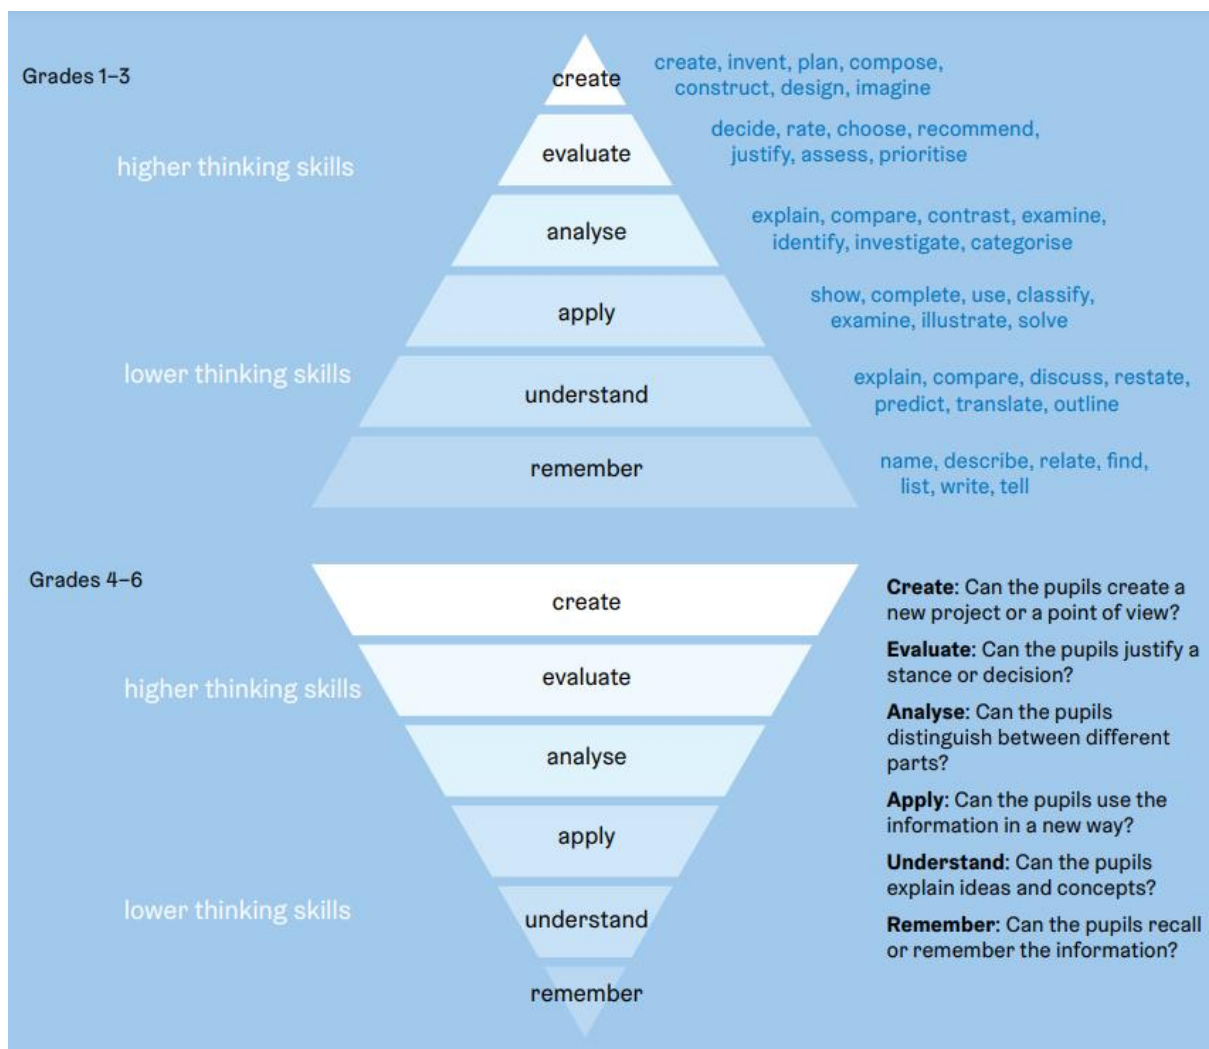 Grades 1–3
create
create, invent, plan, compose,
construct, design, imagine
higher thinking skills
evaluate
decide, rate, choose, recommend,
justify, assess, prioritise
analyse
explain, compare, contrast, examine,
identify, investigate, categorise
apply
show, complete, use, classify,
examine, illustrate, solve
lower thinking skills
understand
explain, compare, discuss, restate,
predict, translate, outline
remember
name, describe, relate, find,
list, write, tell
Grades 4–6
create
higher thinking skills
evaluate
analyse
apply
lower thinking skills
understand
remember
Create: Can the pupils create a
new project or a point of view?
Evaluate: Can the pupils justify a
stance or decision?
Analyse: Can the pupils
distinguish between different
parts?
Apply: Can the pupils use the
information in a new way?
Understand: Can the pupils
explain ideas and concepts?
Remember: Can the pupils recall
or remember the information?